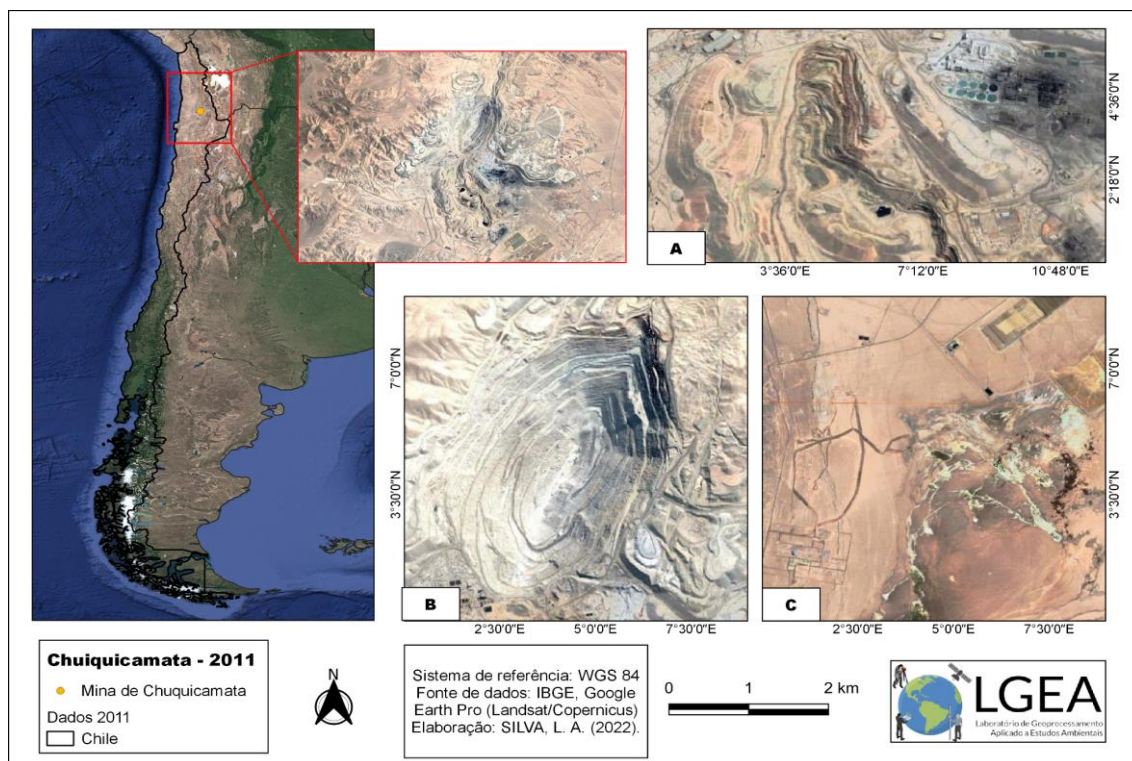 A
4°36'0"N
2°18'0"N
3°36'0"E
7°12'0"E
10°48'0"E
B
7°0'0"N
3°30'0"N
2°30'0"E
5°0'0"E
7°30'0"E
C
7°0'0"N
3°30'0"N
2°30'0"E
5°0'0"E
7°30'0"E
Chuiquicamata - 2011
Mina de Chuquicamata
Dados 2011
Chile
N
Sistema de referência: WGS 84
Fonte de dados: IBGE, Google
Earth Pro (Landsat/Copernicus)
Elaboração: SILVA, L. A. (2022).
0 1 2 km
LGEA
Laboratório de Geoprocessamento
Aplicado a Estudos Ambientais